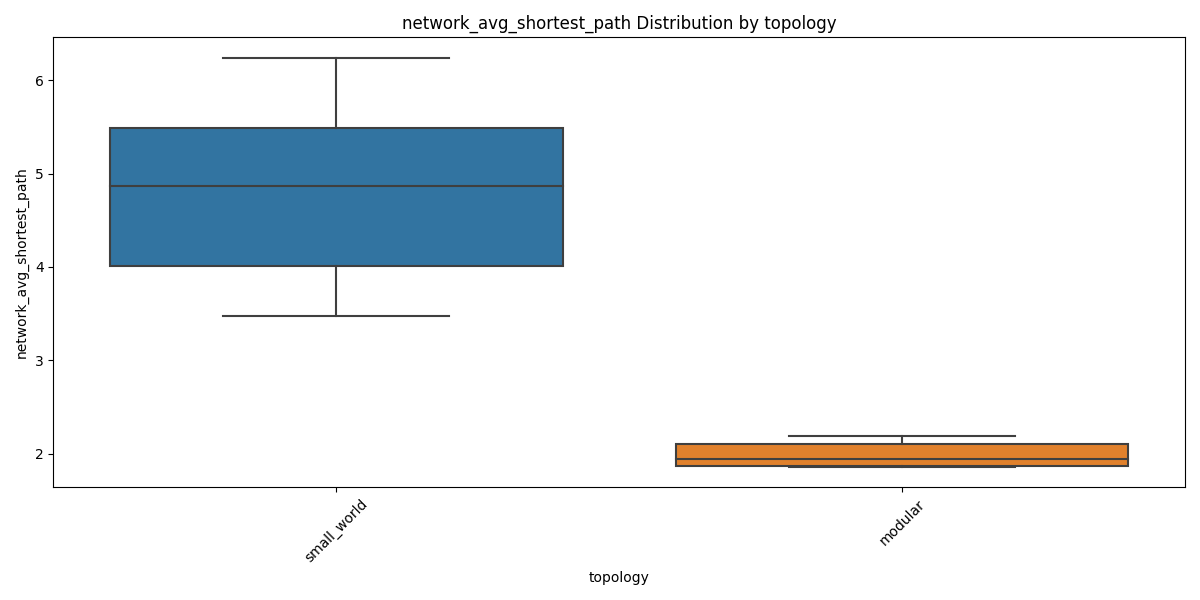 network_avg_shortest_path Distribution by topology
network_avg_shortest_path
6
5
4
3
2
small_world
modular
topology